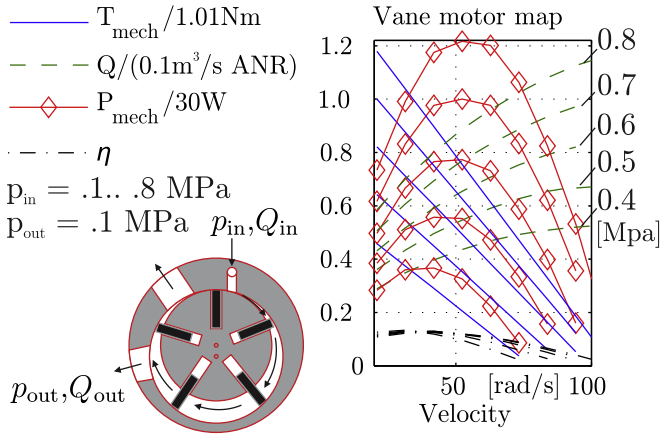 T_mech/1.01Nm
Q/(0.1m³/s ANR)
P_mech/30W
η
p_in = .1.. .8 MPa
p_out = .1 MPa
p_in,Q_in
p_out,Q_out
Vane motor map
1.2
1.0
0.8
0.6
0.4
0.2
0
0.8
0.7
0.6
0.5
0.4
[Mpa]
50 [rad/s] 100
Velocity